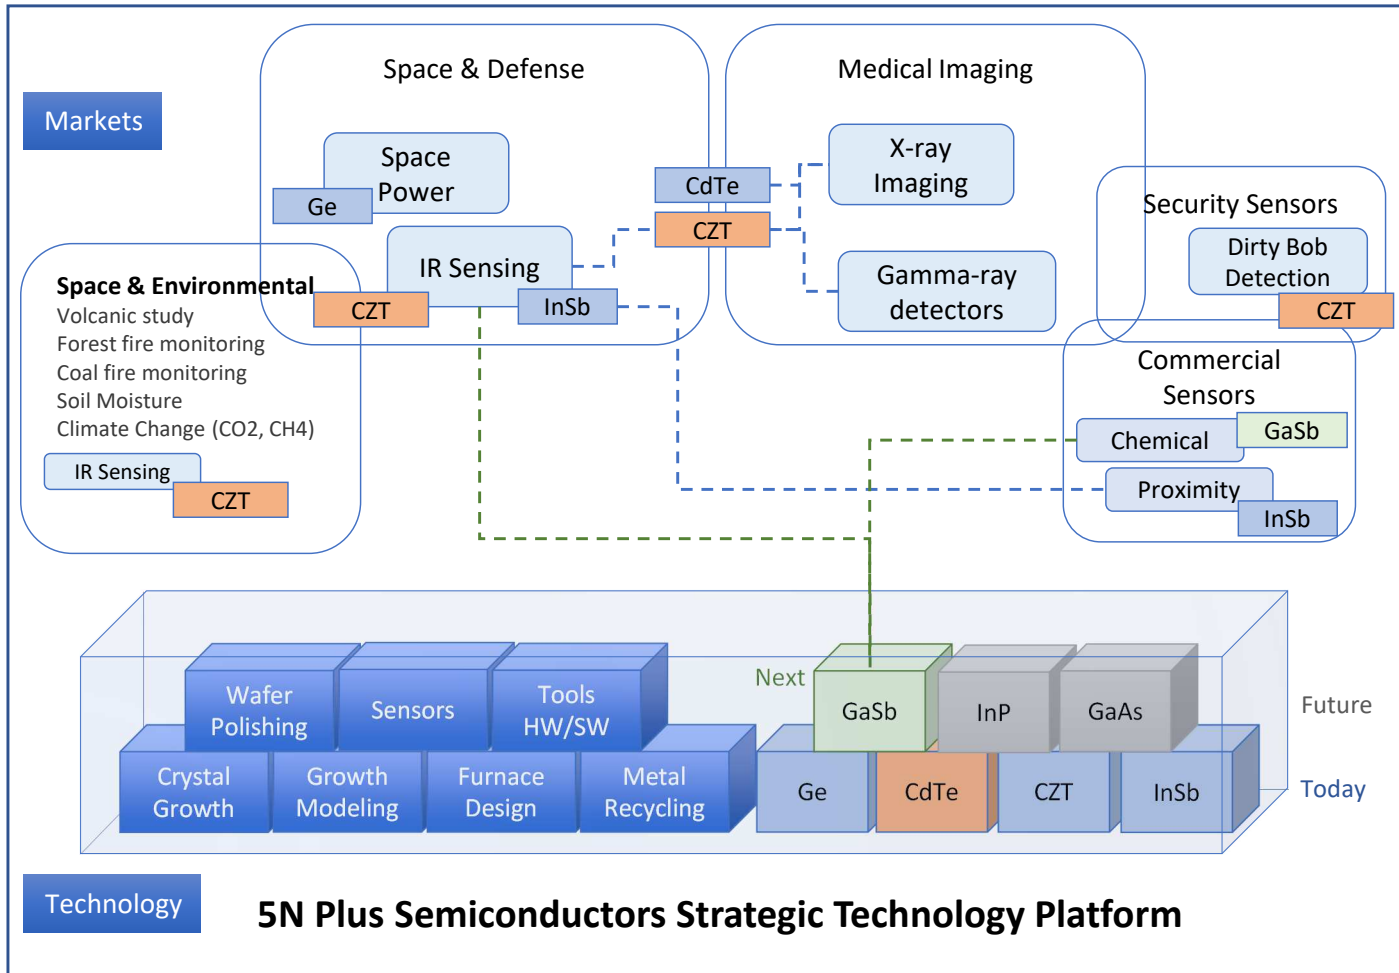 Markets
Space & Defense
Space
Power
Ge
IR Sensing
CZT
InSb
CdTe
CZT
Medical Imaging
X-ray
Imaging
Gamma-ray
detectors
Security Sensors
Dirty Bob
Detection
CZT
Space & Environmental
Volcanic study
Forest fire monitoring
Coal fire monitoring
Soil Moisture
Climate Change (CO2, CH4)
IR Sensing
CZT
Commercial
Sensors
Chemical
GaSb
Proximity
InSb
Wafer
Polishing
Sensors
Tools
HW/SW
Next
GaSb
InP
GaAs
Future
Crystal
Growth
Growth
Modeling
Furnace
Design
Metal
Recycling
Ge
CdTe
CZT
InSb
Today
Technology
5N Plus Semiconductors Strategic Technology Platform